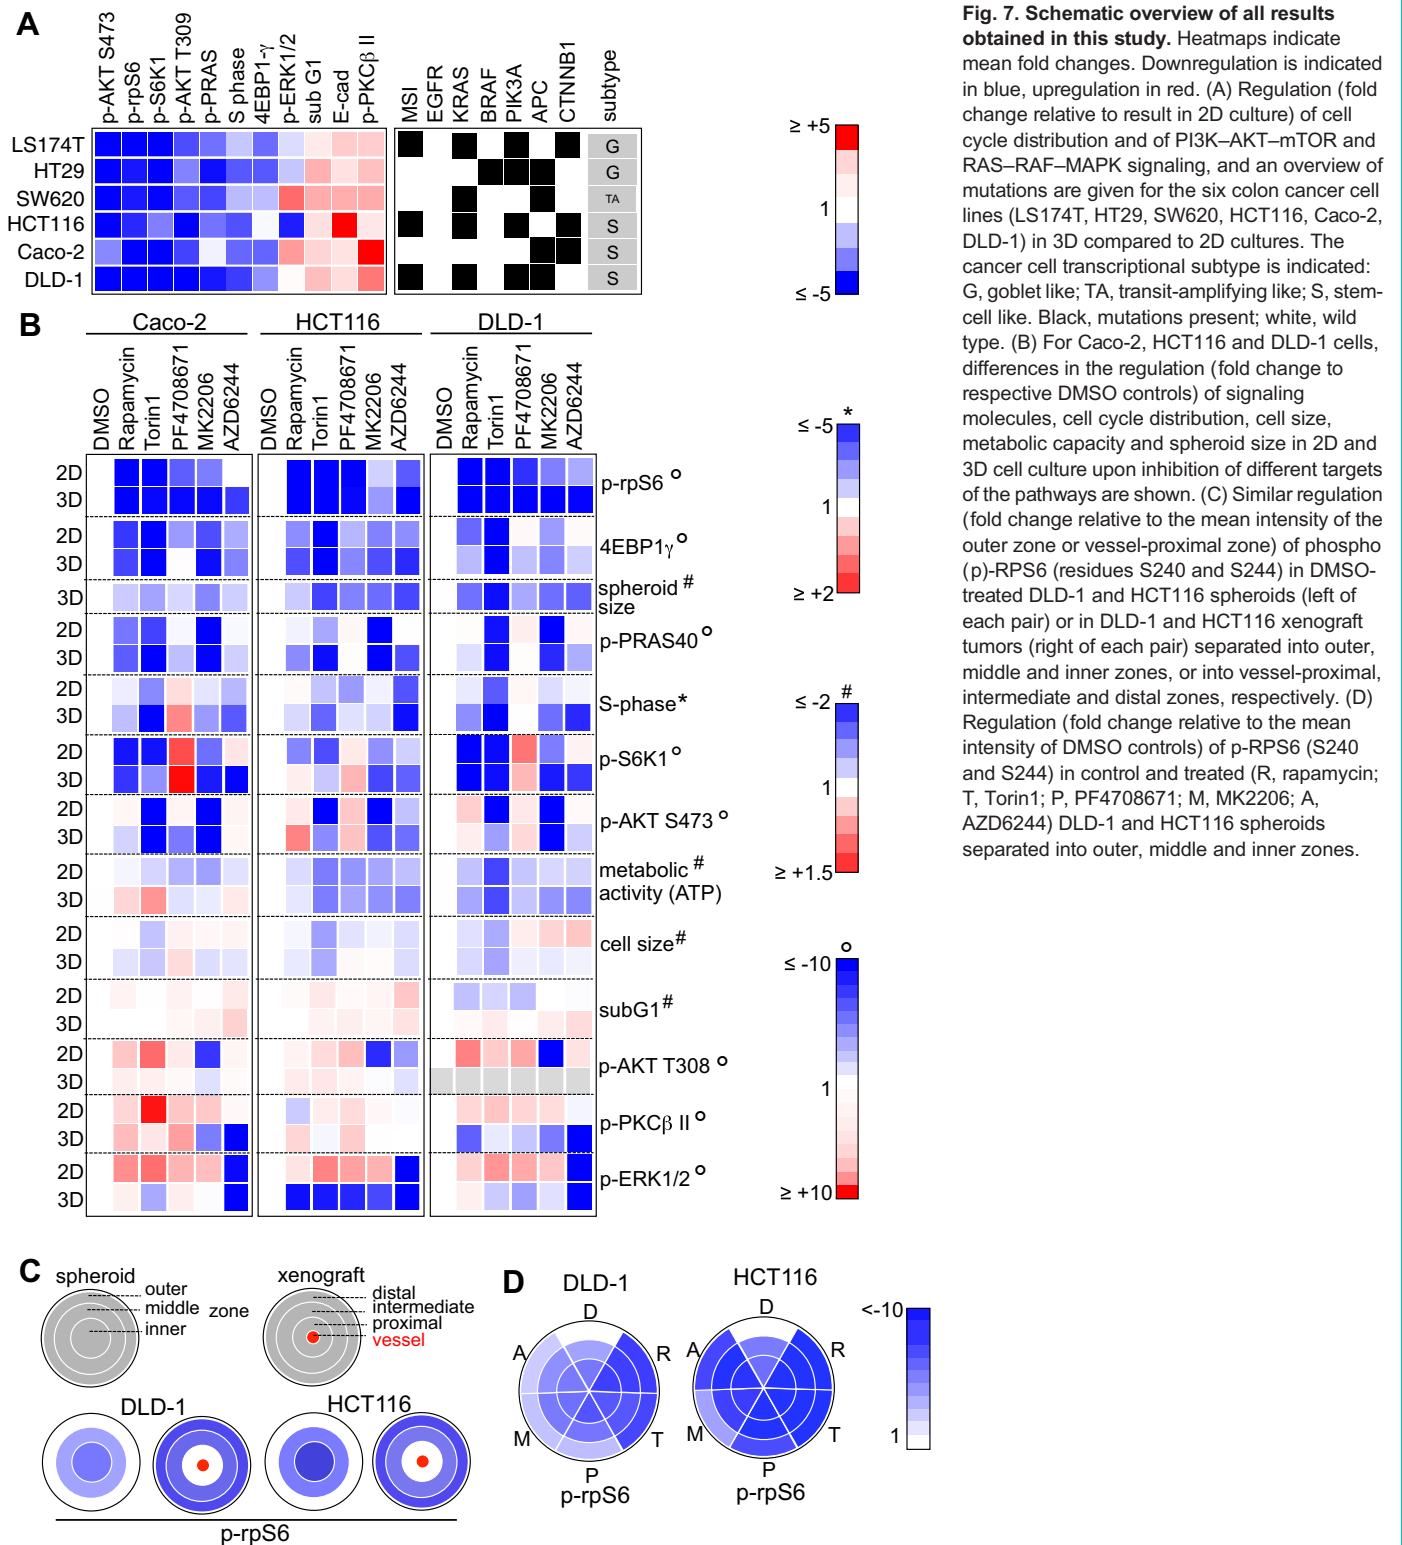 A
p-AKT S473
p-rpS6
p-S6K1
p-AKT T309
p-PRAS
S phase
4EBP1-γ
p-ERK1/2
sub G1
E-cad
p-PKCβ II
MSI
EGFR
KRAS
BRAF
PIK3A
APC
CTNNB1
subtype
LS174T
HT29
SW620
HCT116
Caco-2
DLD-1
G
G
TA
S
S
S
≥ +5
1
≤ -5
B
Caco-2
HCT116
DLD-1
DMSO
Rapamycin
Torin1
PF4708671
MK2206
AZD6244
DMSO
Rapamycin
Torin1
PF4708671
MK2206
AZD6244
DMSO
Rapamycin
Torin1
PF4708671
MK2206
AZD6244
2D
3D
p-rpS6 °
2D
3D
4EBP1γ °
3D
spheroid #
size
2D
3D
p-PRAS40 °
2D
3D
S-phase*
2D
3D
p-S6K1 °
2D
3D
p-AKT S473 °
2D
3D
metabolic #
activity (ATP)
2D
3D
cell size #
2D
3D
subG1 #
2D
3D
p-AKT T308 °
2D
3D
p-PKCβ II °
2D
3D
p-ERK1/2 °
*
≤ -5
1
≥ +2
#
≤ -2
1
≥ +1.5
°
≤ -10
1
≥ +10
C
spheroid
outer
middle
inner
zone
xenograft
distal
intermediate
proximal
vessel
DLD-1
HCT116
p-rpS6
D
DLD-1
D
R
T
P
M
A
p-rpS6
HCT116
D
R
T
P
M
A
p-rpS6
<-10
1
Fig. 7. Schematic overview of all results
obtained in this study. Heatmaps indicate
mean fold changes. Downregulation is indicated
in blue, upregulation in red. (A) Regulation (fold
change relative to result in 2D culture) of cell
cycle distribution and of PI3K–AKT–mTOR and
RAS–RAF–MAPK signaling, and an overview of
mutations are given for the six colon cancer cell
lines (LS174T, HT29, SW620, HCT116, Caco-2,
DLD-1) in 3D compared to 2D cultures. The
cancer cell transcriptional subtype is indicated:
G, goblet like; TA, transit-amplifying like; S, stem-
cell like. Black, mutations present; white, wild
type. (B) For Caco-2, HCT116 and DLD-1 cells,
differences in the regulation (fold change to
respective DMSO controls) of signaling
molecules, cell cycle distribution, cell size,
metabolic capacity and spheroid size in 2D and
3D cell culture upon inhibition of different targets
of the pathways are shown. (C) Similar regulation
(fold change relative to the mean intensity of the
outer zone or vessel-proximal zone) of phospho
(p)-RPS6 (residues S240 and S244) in DMSO-
treated DLD-1 and HCT116 spheroids (left of
each pair) or in DLD-1 and HCT116 xenograft
tumors (right of each pair) separated into outer,
middle and inner zones, or into vessel-proximal,
intermediate and distal zones, respectively. (D)
Regulation (fold change relative to the mean
intensity of DMSO controls) of p-RPS6 (S240
and S244) in control and treated (R, rapamycin;
T, Torin1; P, PF4708671; M, MK2206; A,
AZD6244) DLD-1 and HCT116 spheroids
separated into outer, middle and inner zones.